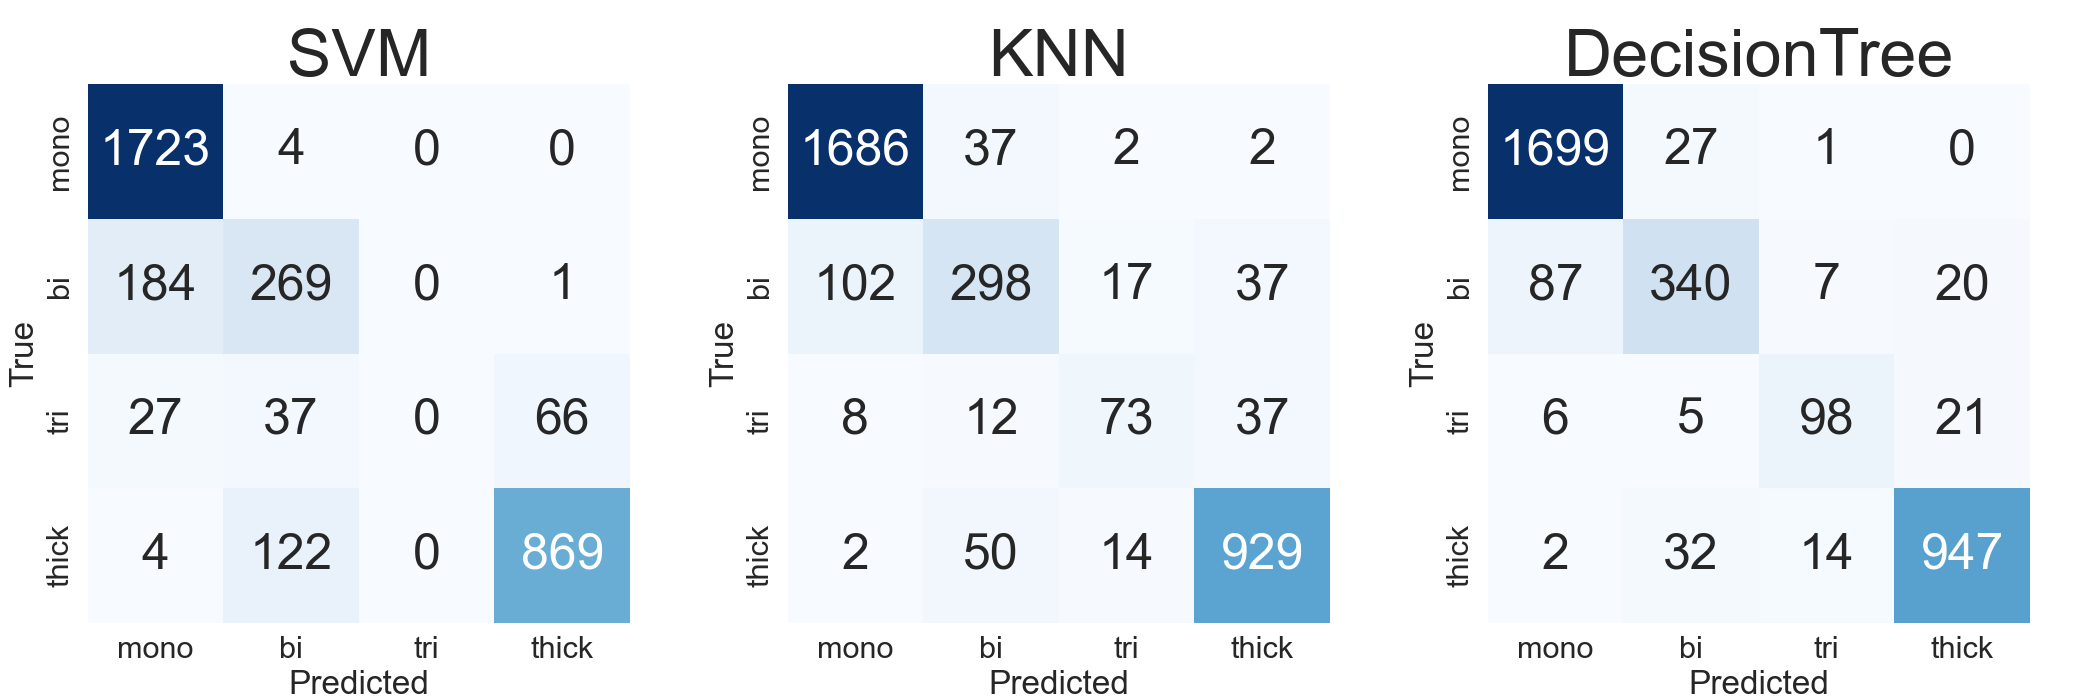 SVM
mono 1723 4 0 0
bi 184 269 0 1
tri 27 37 0 66
thick 4 122 0 869
mono bi tri thick
Predicted
True
KNN
mono 1686 37 2 2
bi 102 298 17 37
tri 8 12 73 37
thick 2 50 14 929
mono bi tri thick
Predicted
True
DecisionTree
mono 1699 27 1 0
bi 87 340 7 20
tri 6 5 98 21
thick 2 32 14 947
mono bi tri thick
Predicted
True